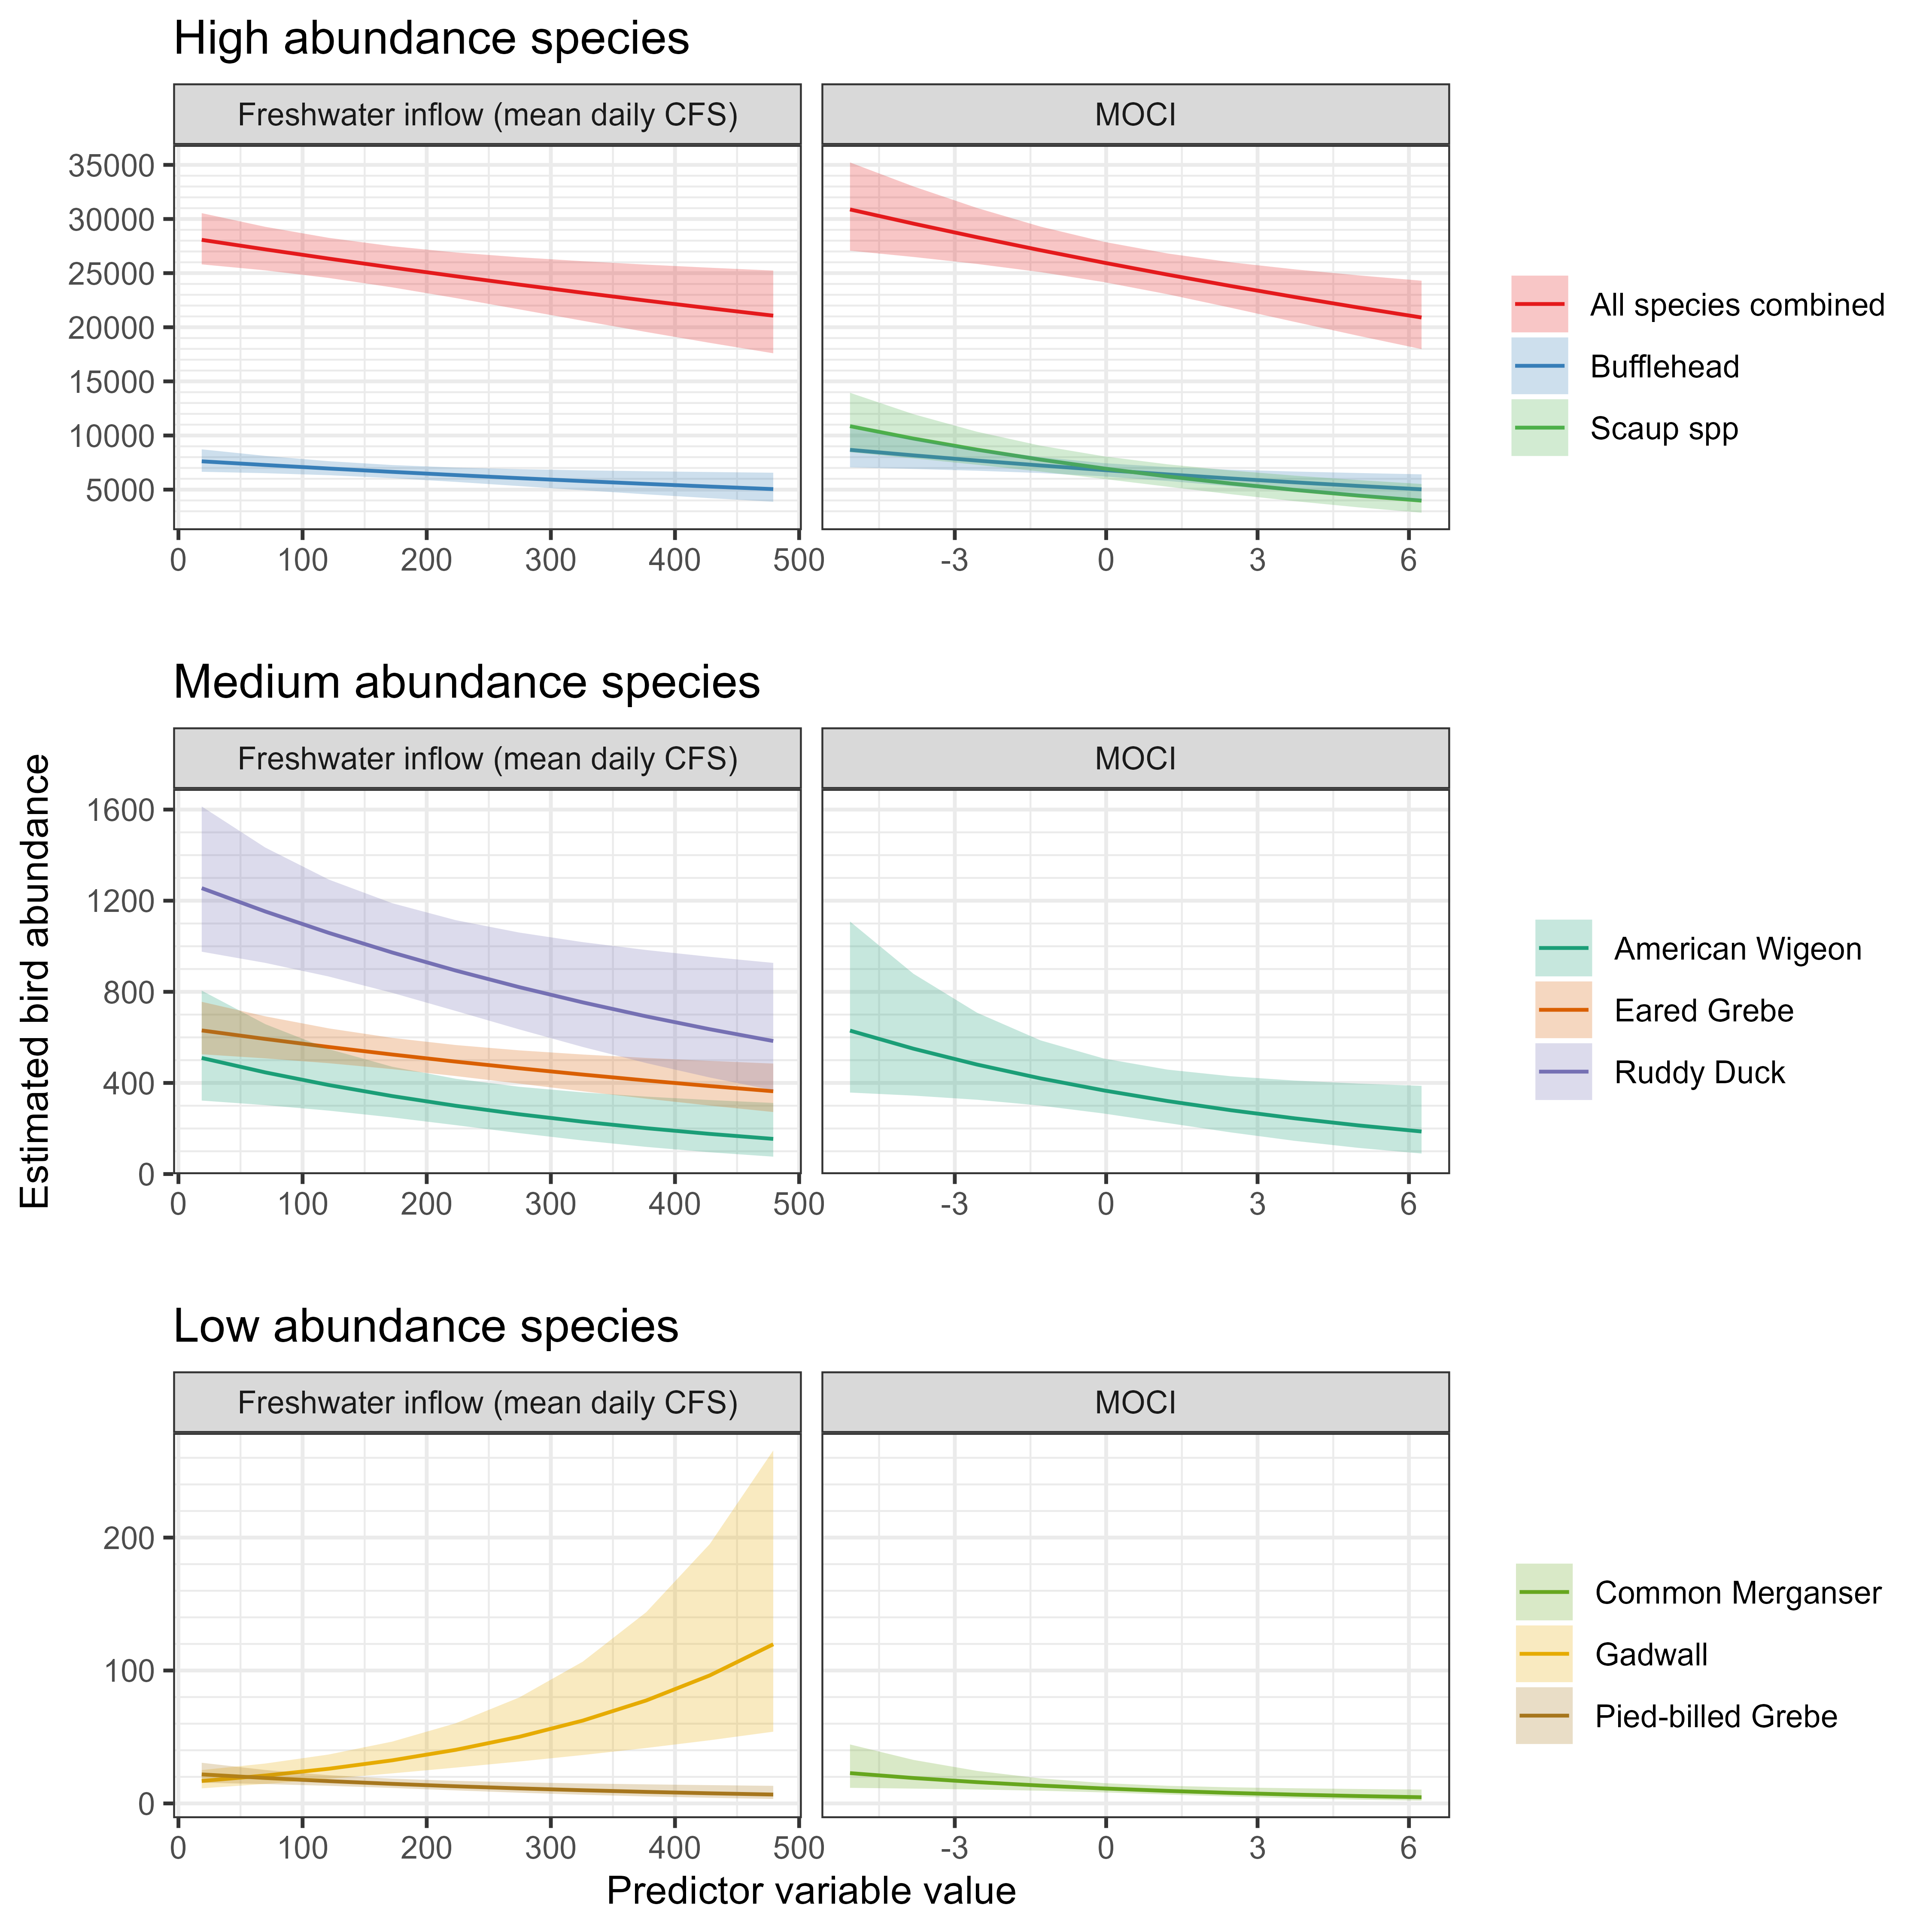 High abundance species
Freshwater inflow (mean daily CFS)
MOCI
35000
30000
25000
20000
15000
10000
5000
0 100 200 300 400 500
-3 0 3 6
All species combined
Bufflehead
Scaup spp
Medium abundance species
Freshwater inflow (mean daily CFS)
MOCI
Estimated bird abundance
1600
1200
800
400
0
0 100 200 300 400 500
-3 0 3 6
American Wigeon
Eared Grebe
Ruddy Duck
Low abundance species
Freshwater inflow (mean daily CFS)
MOCI
200
100
0
0 100 200 300 400 500
-3 0 3 6
Common Merganser
Gadwall
Pied-billed Grebe
Predictor variable value